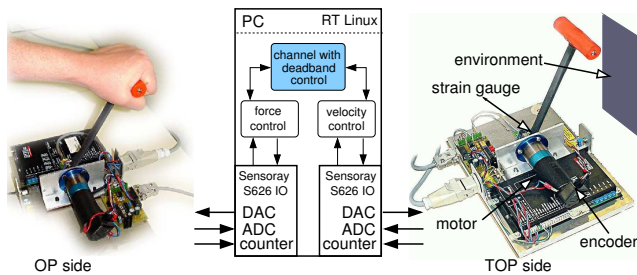 PC
RT Linux
channel with
deadband
control
force
control
velocity
control
Sensoray
S626 IO
DAC
ADC
counter
Sensoray
S626 IO
DAC
ADC
counter
OP side
environment
strain gauge
motor
encoder
TOP side